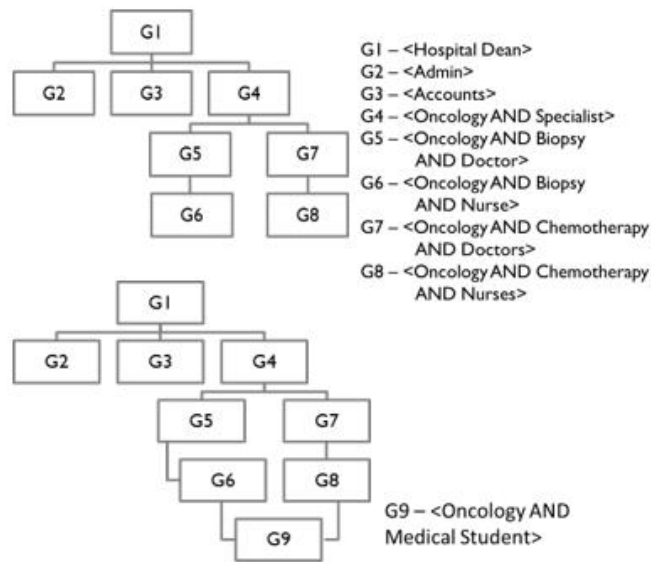 G1
G2
G3
G4
G5
G7
G6
G8
G1 – <Hospital Dean>
G2 – <Admin>
G3 – <Accounts>
G4 – <Oncology AND Specialist>
G5 – <Oncology AND Biopsy
AND Doctor>
G6 – <Oncology AND Biopsy
AND Nurse>
G7 – <Oncology AND Chemotherapy
AND Doctors>
G8 – <Oncology AND Chemotherapy
AND Nurses>
G1
G2
G3
G4
G5
G7
G6
G8
G9
G9 – <Oncology AND
Medical Student>